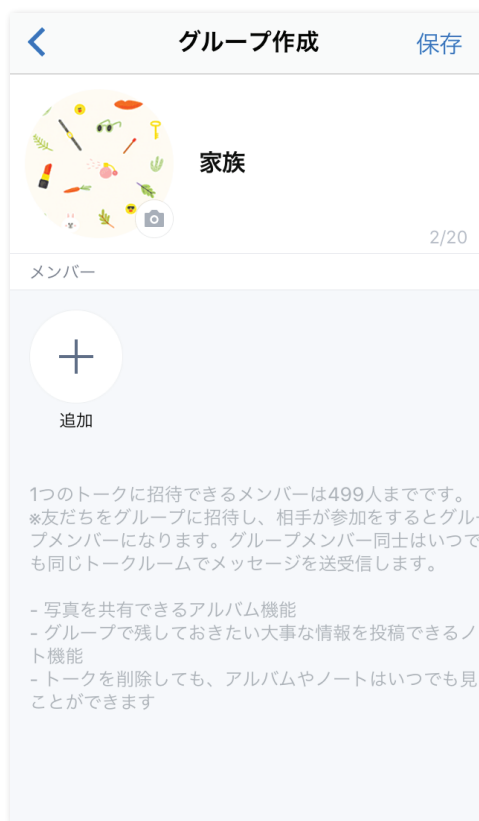 グループ作成
保存
家族
2/20
メンバー
追加
1つのトークに招待できるメンバーは499人までです。
※友だちをグループに招待し、相手が参加をするとグルー
プメンバーになります。グループメンバー同士はいつで
も同じトークルームでメッセージを送受信します。
- 写真を共有できるアルバム機能
- グループで残しておきたい大事な情報を投稿できるノ
ト機能
- トークを削除しても、アルバムやノートはいつでも見
ことができます